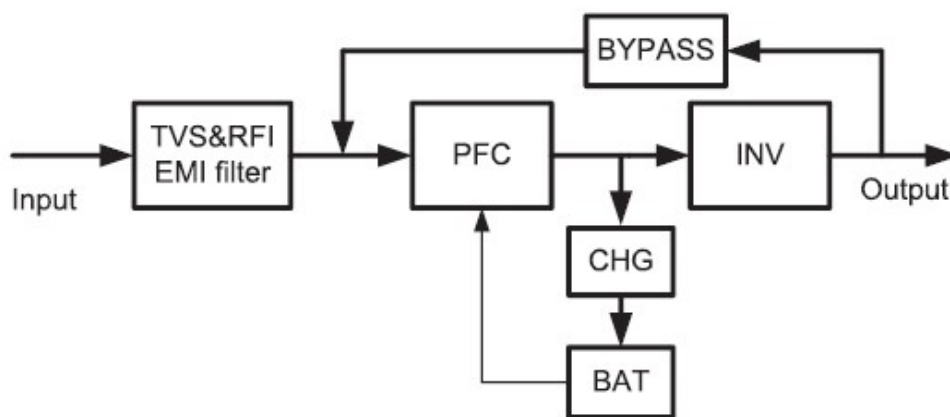 BYPASS
TVS&RFI
EMI filter
PFC
INV
Input
Output
CHG
BAT